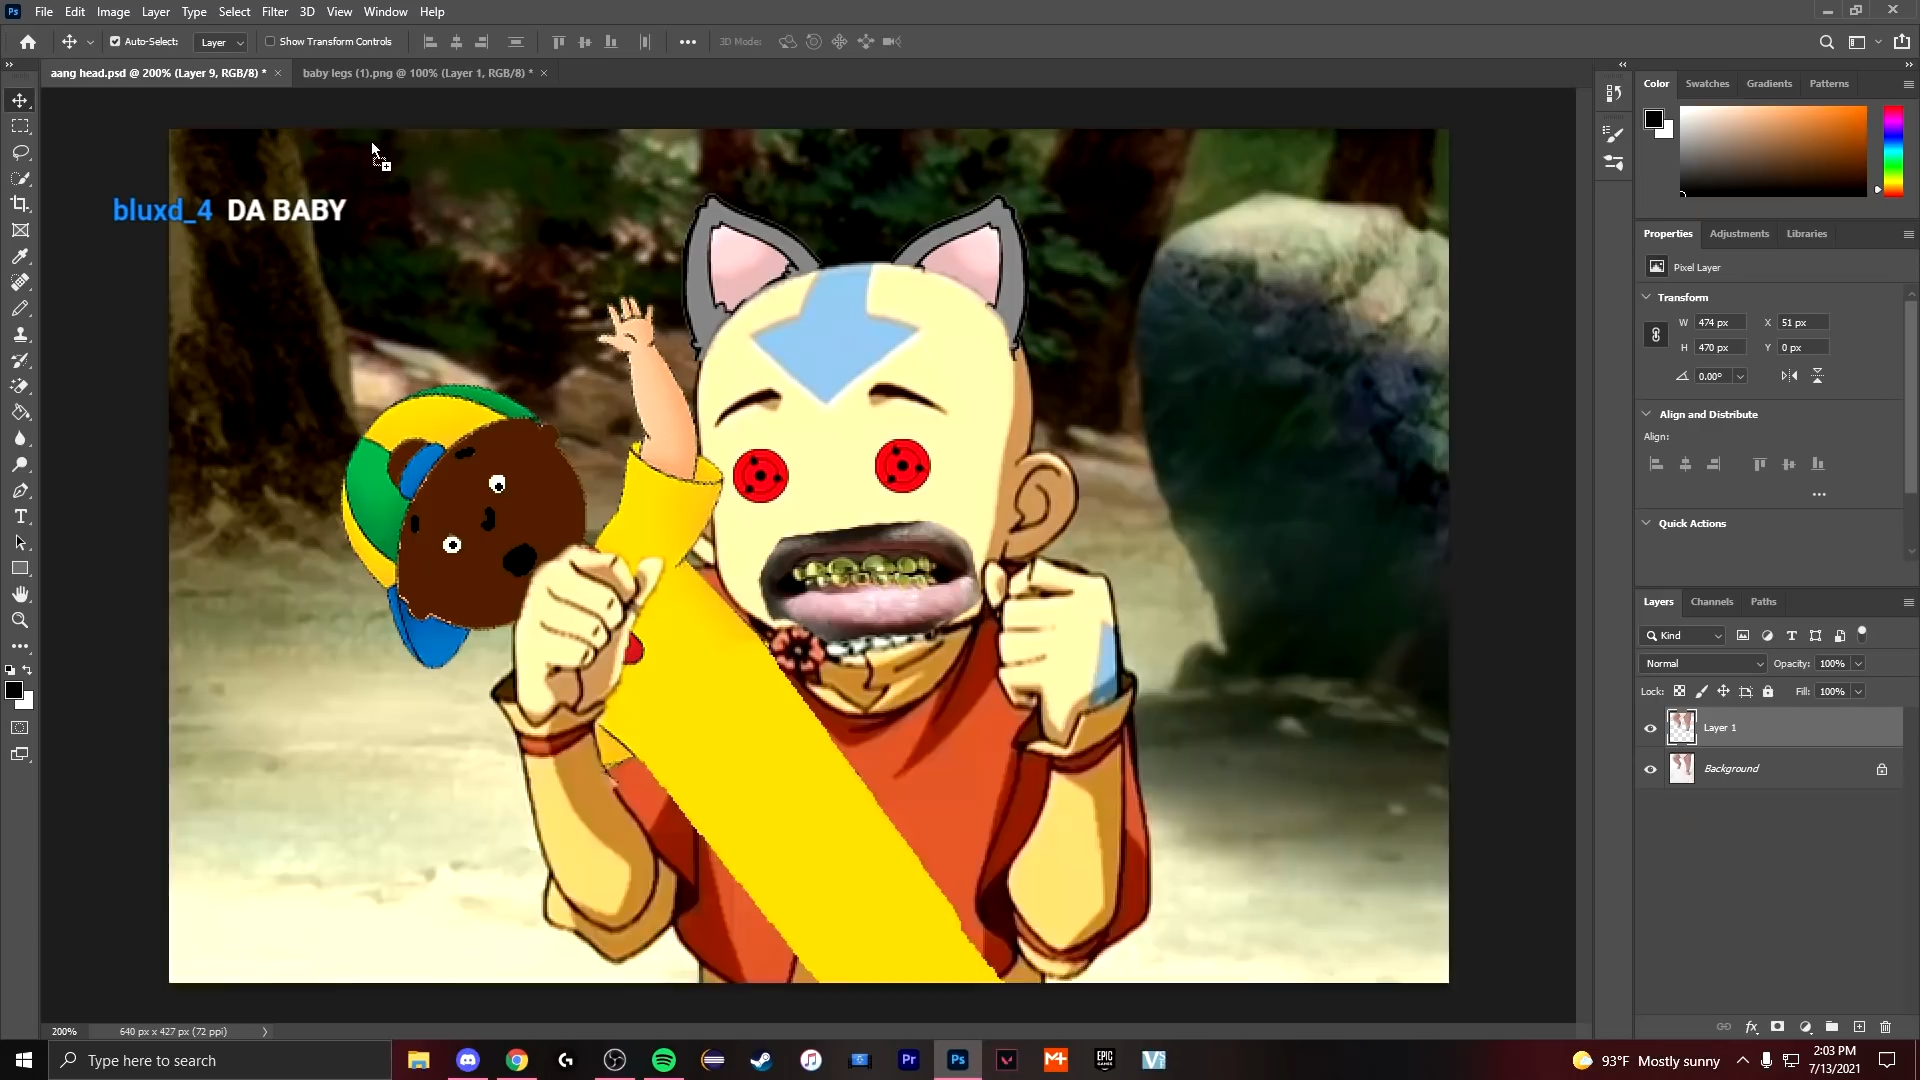 Ps File Edit Image Layer Type Select Filter 3D View Window Help
Auto-Select: Layer Show Transform Controls 3D Mode:
aang head.psd @ 200% (Layer 9, RGB/8) * × baby legs (1).png @ 100% (Layer 1, RGB/8) * ×
Color Swatches Gradients Patterns
bluxd_4 DA BABY
Properties Adjustments Libraries
Pixel Layer
Transform
W 474 px X 51 px
H 470 px Y 0 px
0.00°
Align and Distribute
Align:
Quick Actions
Layers Channels Paths
Kind
Normal Opacity: 100%
Lock: Fill: 100%
Layer 1
Background
200% 640 px x 427 px (72 ppi)
Type here to search
Pr Ps EPIC GAMES
93°F Mostly sunny
2:03 PM
7/13/2021